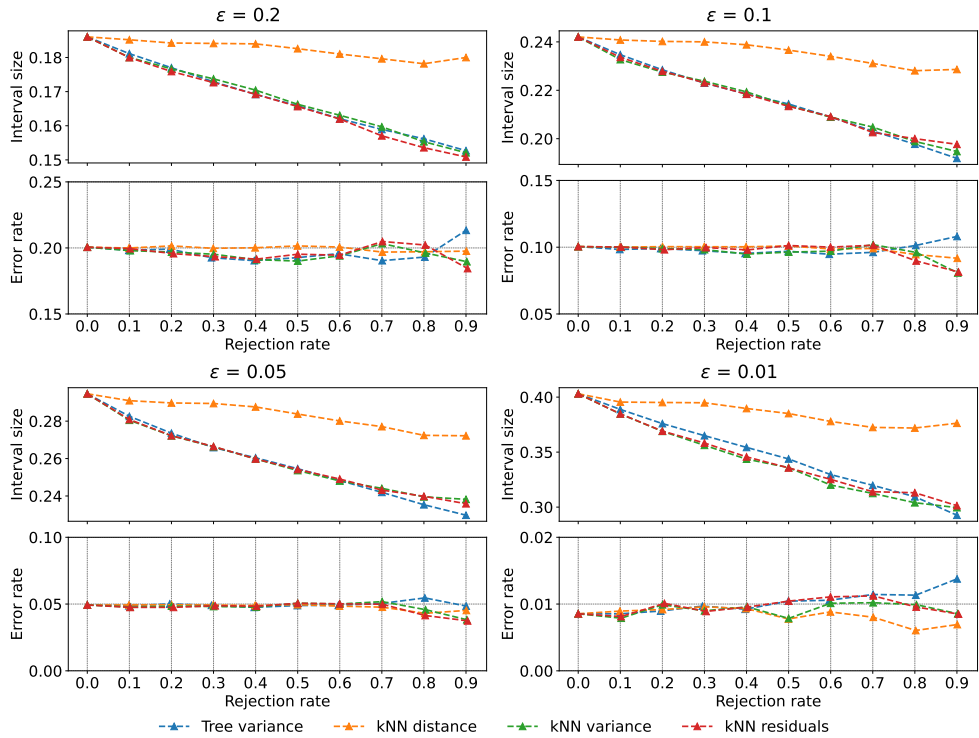 ε = 0.2
Interval size
0.18
0.17
0.16
0.15
Error rate
0.25
0.20
0.15
0.0 0.1 0.2 0.3 0.4 0.5 0.6 0.7 0.8 0.9
Rejection rate
ε = 0.1
Interval size
0.24
0.22
0.20
Error rate
0.15
0.10
0.05
0.0 0.1 0.2 0.3 0.4 0.5 0.6 0.7 0.8 0.9
Rejection rate
ε = 0.05
Interval size
0.28
0.26
0.24
Error rate
0.10
0.05
0.00
0.0 0.1 0.2 0.3 0.4 0.5 0.6 0.7 0.8 0.9
Rejection rate
ε = 0.01
Interval size
0.40
0.35
0.30
Error rate
0.02
0.01
0.00
0.0 0.1 0.2 0.3 0.4 0.5 0.6 0.7 0.8 0.9
Rejection rate
Tree variance kNN distance kNN variance kNN residuals